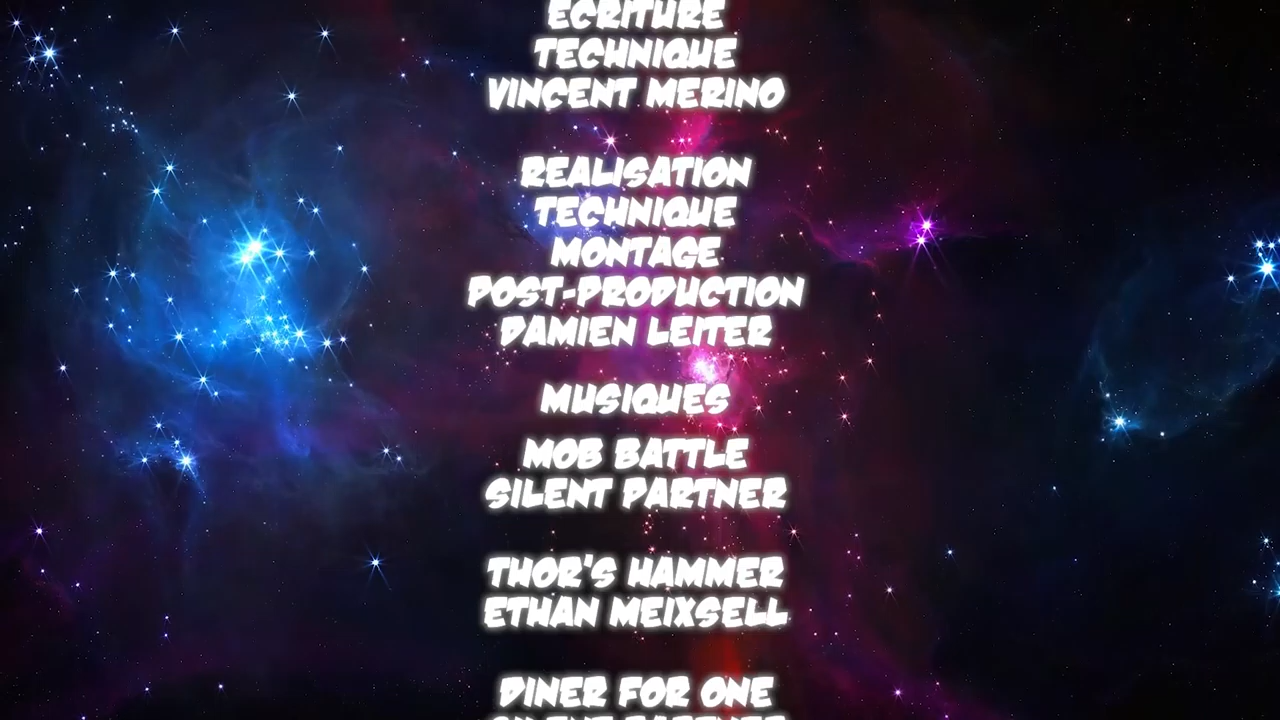 ECRITURE
TECHNIQUE
VINCENT MERINO
REALISATION
TECHNIQUE
MONTAGE
POST-PRODUCTION
DAMIEN LEITER
MUSIQUES
MOB BATTLE
SILENT PARTNER
THOR'S HAMMER
ETHAN MEIXSELL
DINER FOR ONE